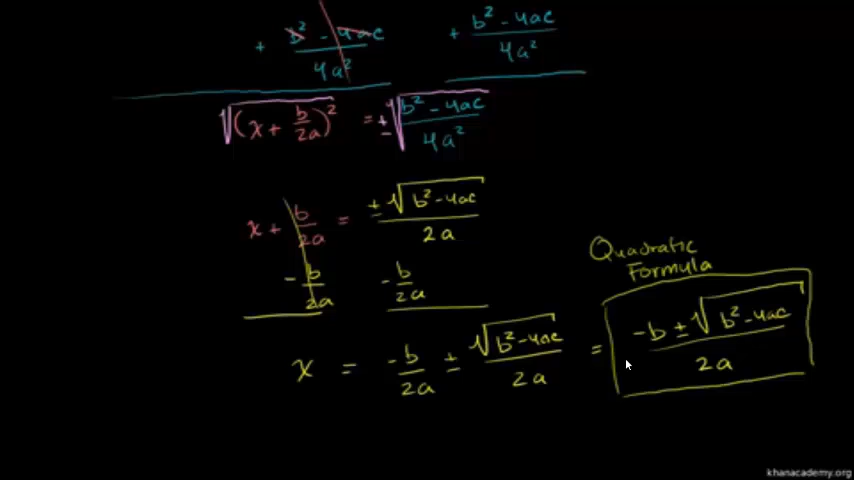 + b² - 4ac / 4a² + b² - 4ac / 4a²
√(x + b/2a)² = ±√(b² - 4ac / 4a²)
x + b/2a = ±√(b² - 4ac) / 2a
- b/2a - b/2a
Quadratic
Formula
x = -b/2a ± √(b² - 4ac) / 2a = -b ± √(b² - 4ac) / 2a
khanacademy.org